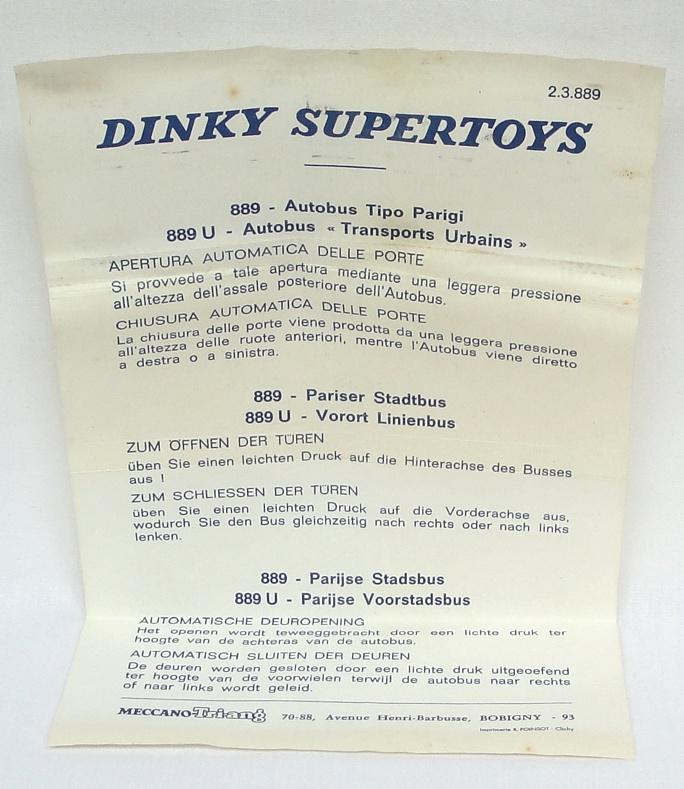 2.3.889
DINKY SUPERTOYS
889 - Autobus Tipo Parigi
889 U - Autobus « Transports Urbains »
APERTURA AUTOMATICA DELLE PORTE
Si provvede a tale apertura mediante una leggera pressione
all'altezza dell'assale posteriore dell'Autobus.
CHIUSURA AUTOMATICA DELLE PORTE
La chiusura delle porte viene prodotta da una leggera pressione
all'altezza delle ruote anteriori, mentre l'Autobus viene diretto
a destra o a sinistra.
889 - Pariser Stadtbus
889 U - Vorort Linienbus
ZUM ÖFFNEN DER TÜREN
üben Sie einen leichten Druck auf die Hinterachse des Busses
aus !
ZUM SCHLIESSEN DER TÜREN
üben Sie einen leichten Druck auf die Vorderachse aus,
wodurch Sie den Bus gleichzeitig nach rechts oder nach links
lenken.
889 - Parijse Stadsbus
889 U - Parijse Voorstadsbus
AUTOMATISCHE DEUROPENING
Het openen wordt teweeggebracht door een lichte druk ter
hoogte van de achteras van de autobus.
AUTOMATISCH SLUITEN DER DEUREN
De deuren worden gesloten door een lichte druk uitgeoefend
ter hoogte van de voorwielen terwijl de autobus naar rechts
of naar links wordt geleid.
MECCANO Triang 70-88, Avenue Henri-Barbusse, BOBIGNY - 93
Imprimerie R. POINSOT - Clichy